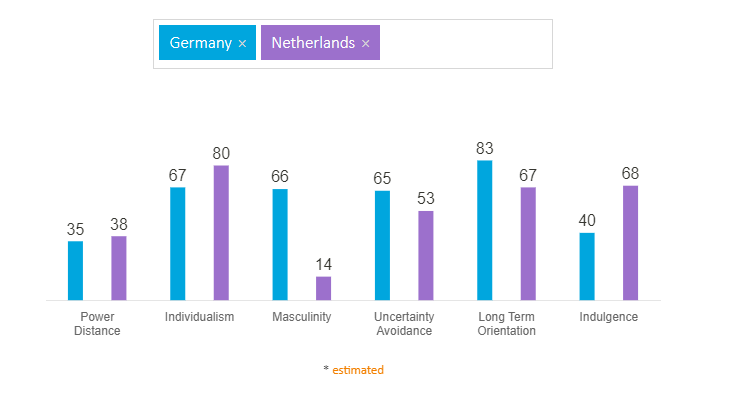 Germany × Netherlands ×
35 38 67 80 66 14 65 53 83 67 40 68
Power Distance
Individualism
Masculinity
Uncertainty Avoidance
Long Term Orientation
Indulgence
* estimated